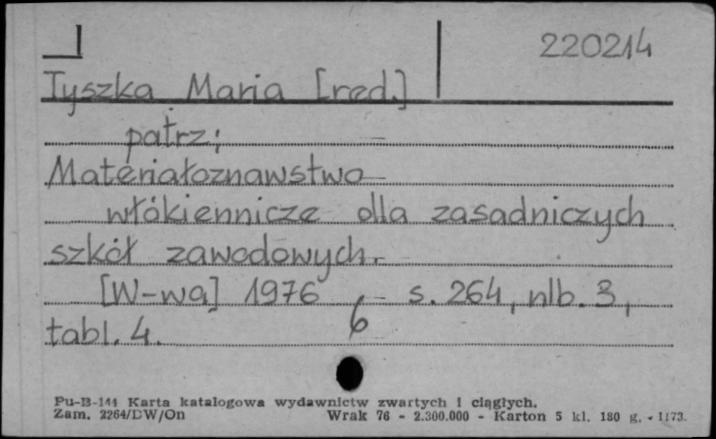 220214
Tyszka Maria [red.]
patrz:
Materiałoznawstwo
włókiennicze dla zasadniczych
szkół zawodowych.
[W-wa] 1976 s. 264, nlb. 3,
tabl. 4. 6
Pu-B-144 Karta katalogowa wydawnictw zwartych i ciągłych.
Zam. 2264/DW/On Wrak 76 - 2.300.000 - Karton 5 kl. 180 g. - 1173.